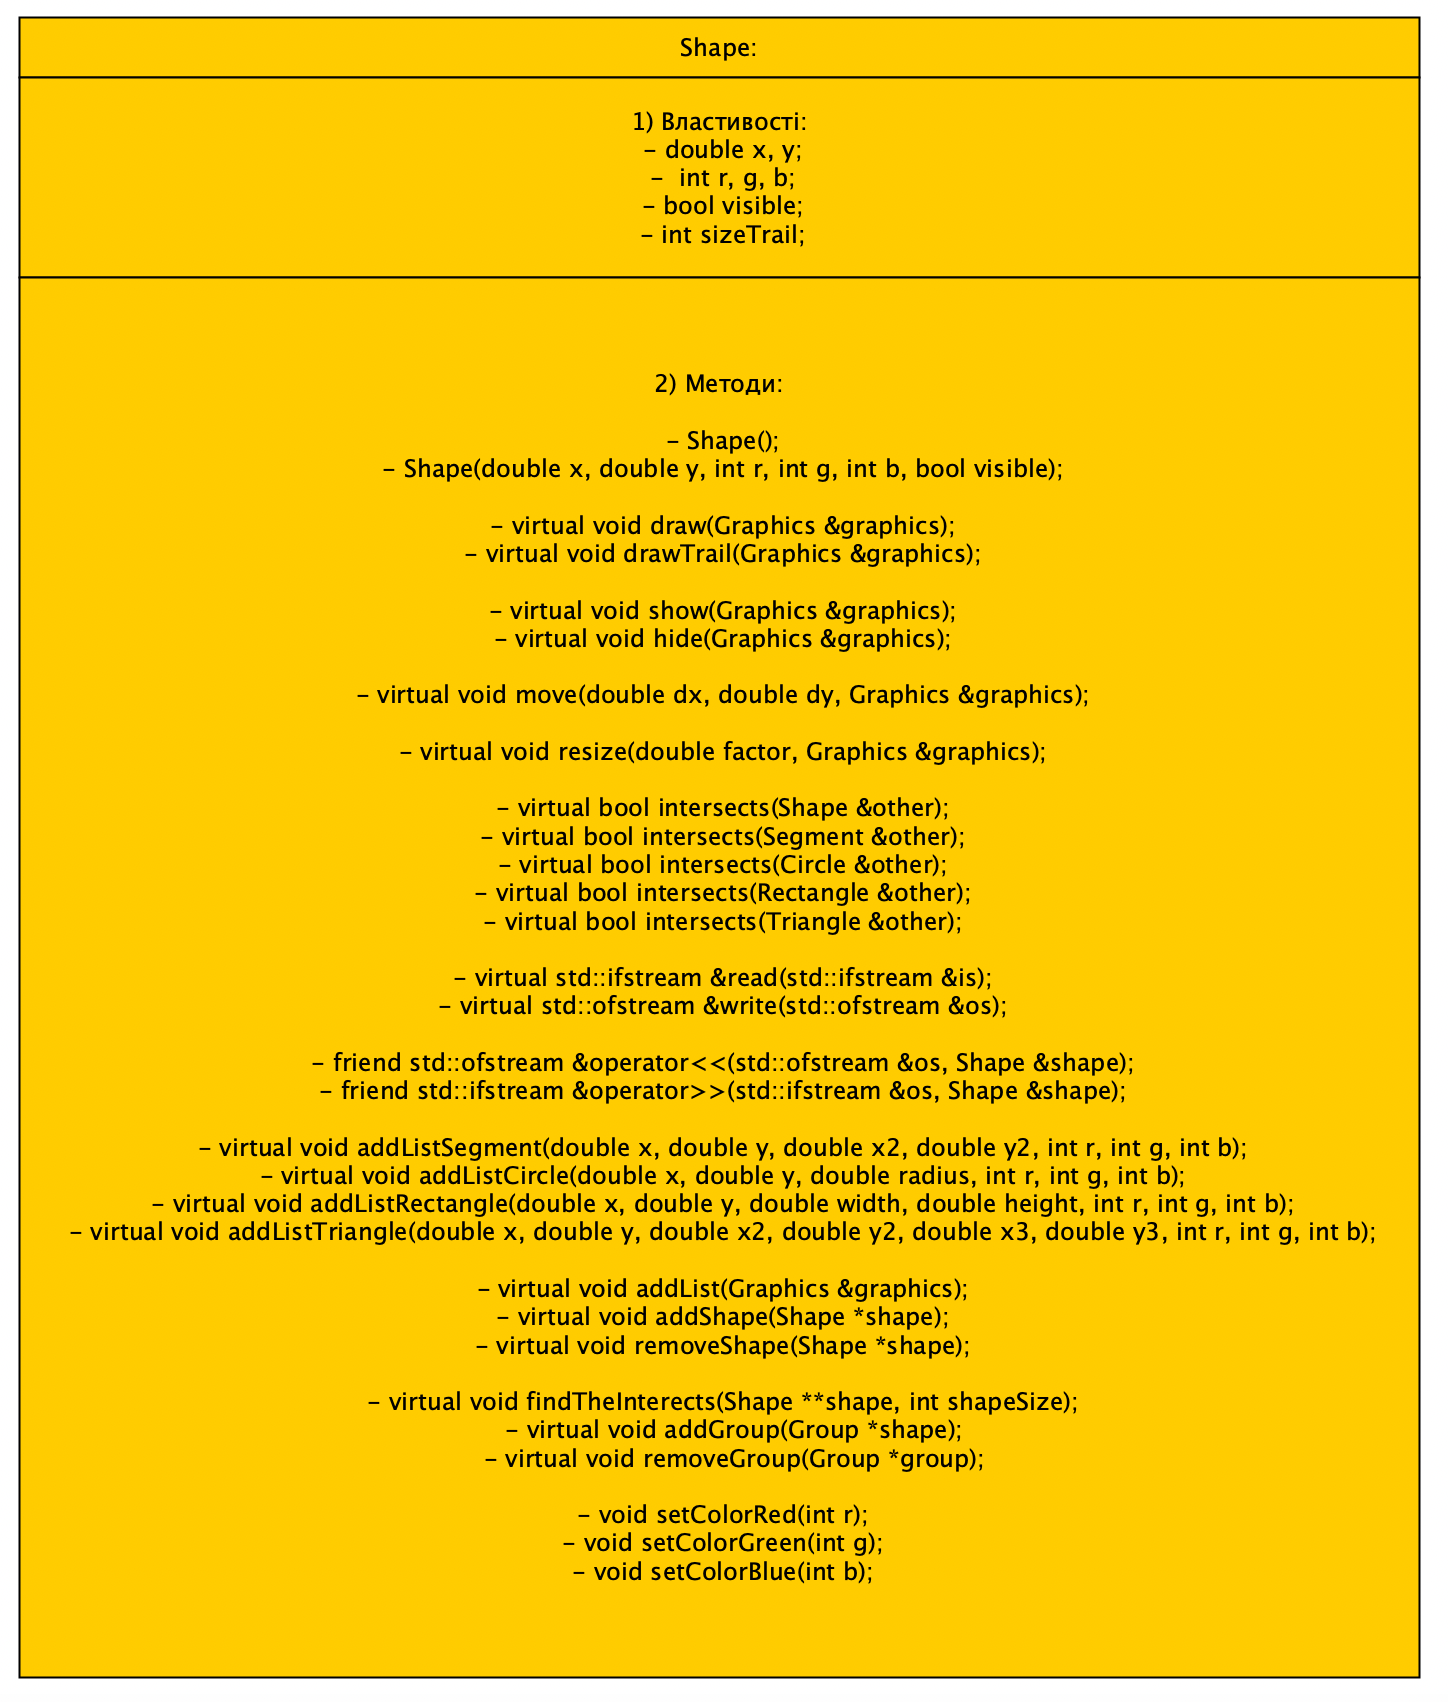 Shape:
1) Властивості:
- double x, y;
- int r, g, b;
- bool visible;
- int sizeTrail;
2) Методи:
- Shape();
- Shape(double x, double y, int r, int g, int b, bool visible);
- virtual void draw(Graphics &graphics);
- virtual void drawTrail(Graphics &graphics);
- virtual void show(Graphics &graphics);
- virtual void hide(Graphics &graphics);
- virtual void move(double dx, double dy, Graphics &graphics);
- virtual void resize(double factor, Graphics &graphics);
- virtual bool intersects(Shape &other);
- virtual bool intersects(Segment &other);
- virtual bool intersects(Circle &other);
- virtual bool intersects(Rectangle &other);
- virtual bool intersects(Triangle &other);
- virtual std::ifstream &read(std::ifstream &is);
- virtual std::ofstream &write(std::ofstream &os);
- friend std::ofstream &operator<<(std::ofstream &os, Shape &shape);
- friend std::ifstream &operator>>(std::ifstream &os, Shape &shape);
- virtual void addListSegment(double x, double y, double x2, double y2, int r, int g, int b);
- virtual void addListCircle(double x, double y, double radius, int r, int g, int b);
- virtual void addListRectangle(double x, double y, double width, double height, int r, int g, int b);
- virtual void addListTriangle(double x, double y, double x2, double y2, double x3, double y3, int r, int g, int b);
- virtual void addList(Graphics &graphics);
- virtual void addShape(Shape *shape);
- virtual void removeShape(Shape *shape);
- virtual void findTheInterects(Shape **shape, int shapeSize);
- virtual void addGroup(Group *shape);
- virtual void removeGroup(Group *group);
- void setColorRed(int r);
- void setColorGreen(int g);
- void setColorBlue(int b);